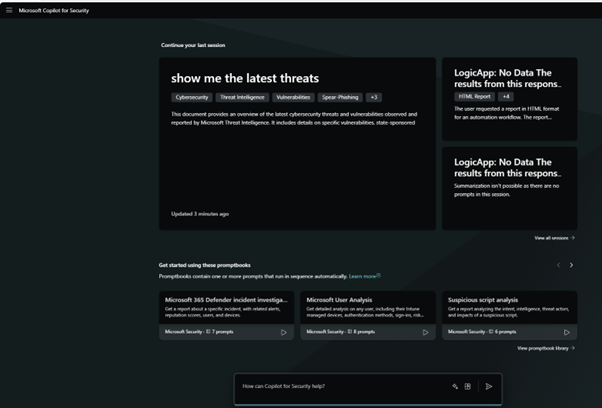 Microsoft Copilot for Security
Continue your last session
show me the latest threats
Cybersecurity Threat Intelligence Vulnerabilities Spear-Phishing +3
This document provides an overview of the latest cybersecurity threats and vulnerabilities observed and
reported by Microsoft Threat Intelligence. It includes details on specific vulnerabilities, state-sponsored
Updated 3 minutes ago
LogicApp: No Data The
results from this respons...
HTML Report +4
The user requested a report in HTML format
for an automation workflow. The report...
LogicApp: No Data The
results from this respons...
Summarization isn't possible as there are no
prompts in this session.
View all sessions
Get started using these promptbooks
Promptbooks contain one or more prompts that run in sequence automatically. Learn more
Microsoft 365 Defender incident investiga...
Get a report about a specific incident, with related alerts,
reputation scores, users, and devices.
Microsoft Security · 7 prompts
Microsoft User Analysis
Get detailed analysis on any user, including their Intune
managed devices, authentication methods, sign-ins, risk...
Microsoft Security · 8 prompts
Suspicious script analysis
Get a report analyzing the intent, intelligence, threat actors,
and impacts of a suspicious script.
Microsoft Security · 6 prompts
View promptbook library
How can Copilot for Security help?